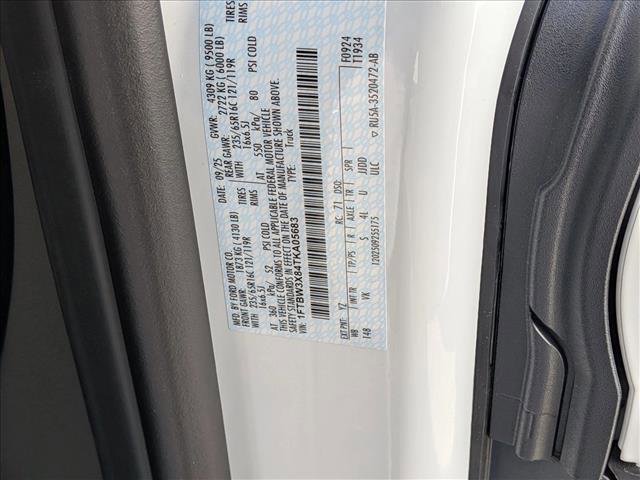 MFD. BY FORD MOTOR CO.
DATE: 09/25 GVWR: 4309 KG ( 9500 LB)
FRONT GAWR: 1873 KG ( 4130 LB) REAR GAWR: 2722 KG ( 6000 LB)
WITH 235/65R16C 121/119R TIRES WITH 235/65R16C 121/119R TIRES
16x6.5J RIMS 16x6.5J RIMS
AT 360 kPa/ 52 PSI COLD AT 550 kPa/ 80 PSI COLD
THIS VEHICLE CONFORMS TO ALL APPLICABLE FEDERAL MOTOR VEHICLE
SAFETY STANDARDS IN EFFECT ON THE DATE OF MANUFACTURE SHOWN ABOVE.
VIN: 1FTBW3X84TKA05683 TYPE: Truck
F0924
T1934
EXT PNT: YZ RC: 71 DSO:
WB INT TR TP/PS R AXLE TR SPR
148 VK S 4L U JJDD
ULC
12025092255175
▽ RU5A-3520472-AB